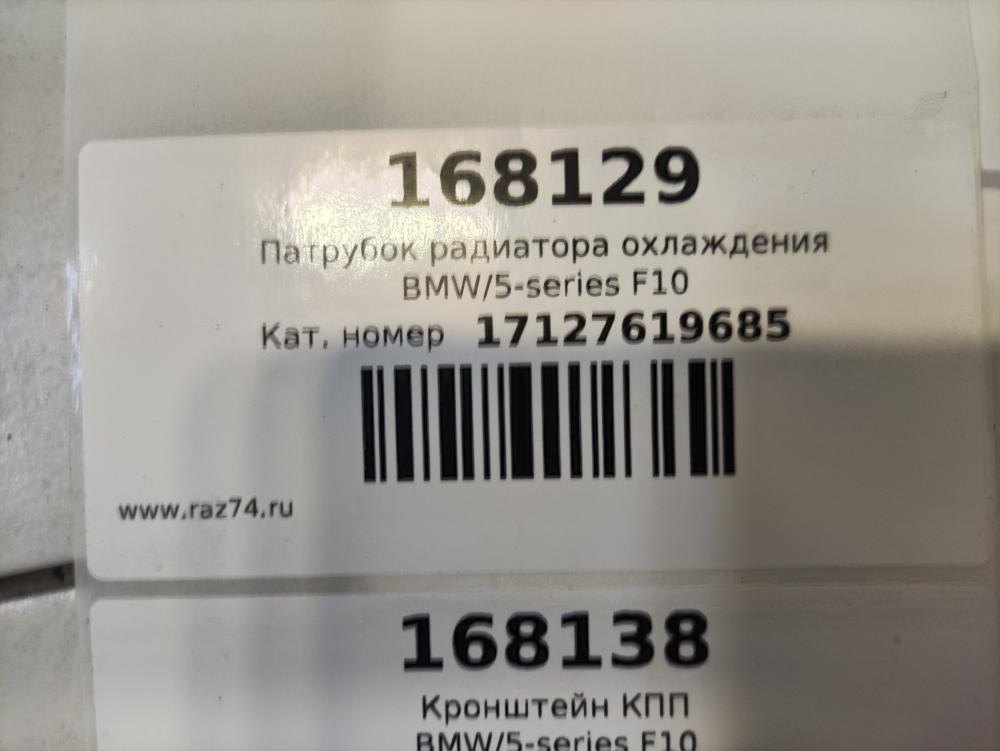 168129
Патрубок радиатора охлаждения
BMW/5-series F10
Кат. номер 17127619685
www.raz74.ru
168138
Кронштейн КПП
BMW/5-series F10